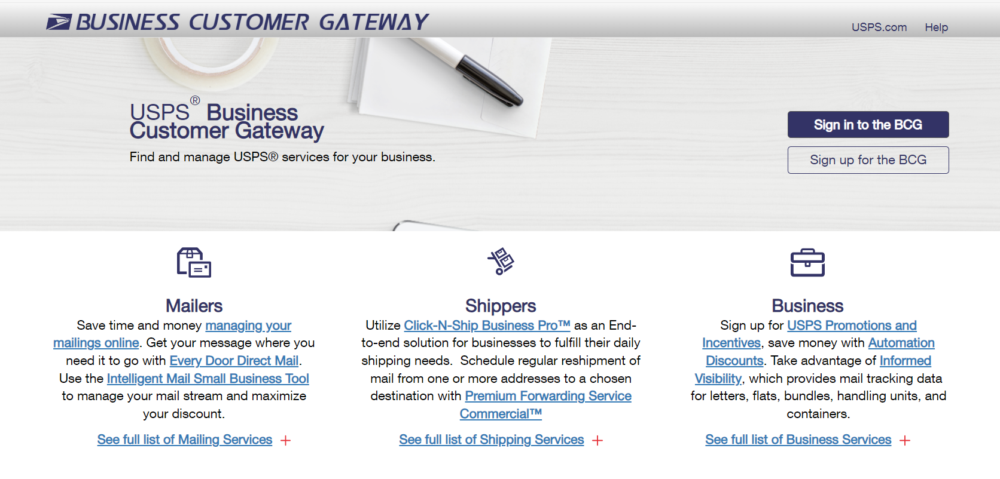 BUSINESS CUSTOMER GATEWAY
USPS.com Help
USPS® Business
Customer Gateway
Find and manage USPS® services for your business.
Sign in to the BCG
Sign up for the BCG
Mailers
Save time and money managing your
mailings online. Get your message where you
need it to go with Every Door Direct Mail.
Use the Intelligent Mail Small Business Tool
to manage your mail stream and maximize
your discount.
See full list of Mailing Services +
Shippers
Utilize Click-N-Ship Business Pro™ as an End-
to-end solution for businesses to fulfill their daily
shipping needs.  Schedule regular reshipment of
mail from one or more addresses to a chosen
destination with Premium Forwarding Service
Commercial™
See full list of Shipping Services +
Business
Sign up for USPS Promotions and
Incentives, save money with Automation
Discounts. Take advantage of Informed
Visibility, which provides mail tracking data
for letters, flats, bundles, handling units, and
containers.
See full list of Business Services +